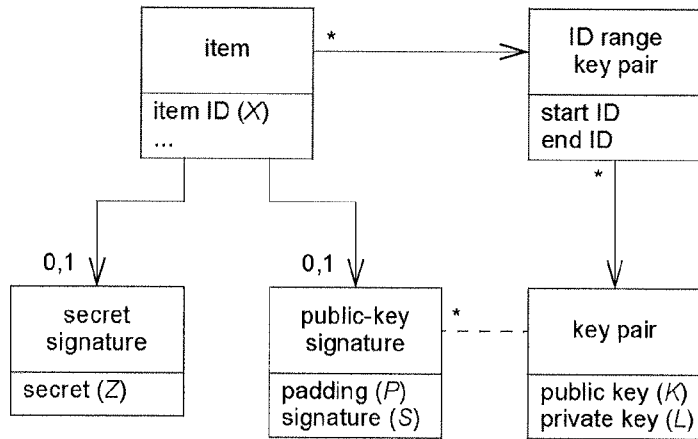 item
item ID (X)
...
*
ID range
key pair
start ID
end ID
*
0,1
0,1
secret
signature
secret (Z)
public-key
signature
padding (P)
signature (S)
*
key pair
public key (K)
private key (L)